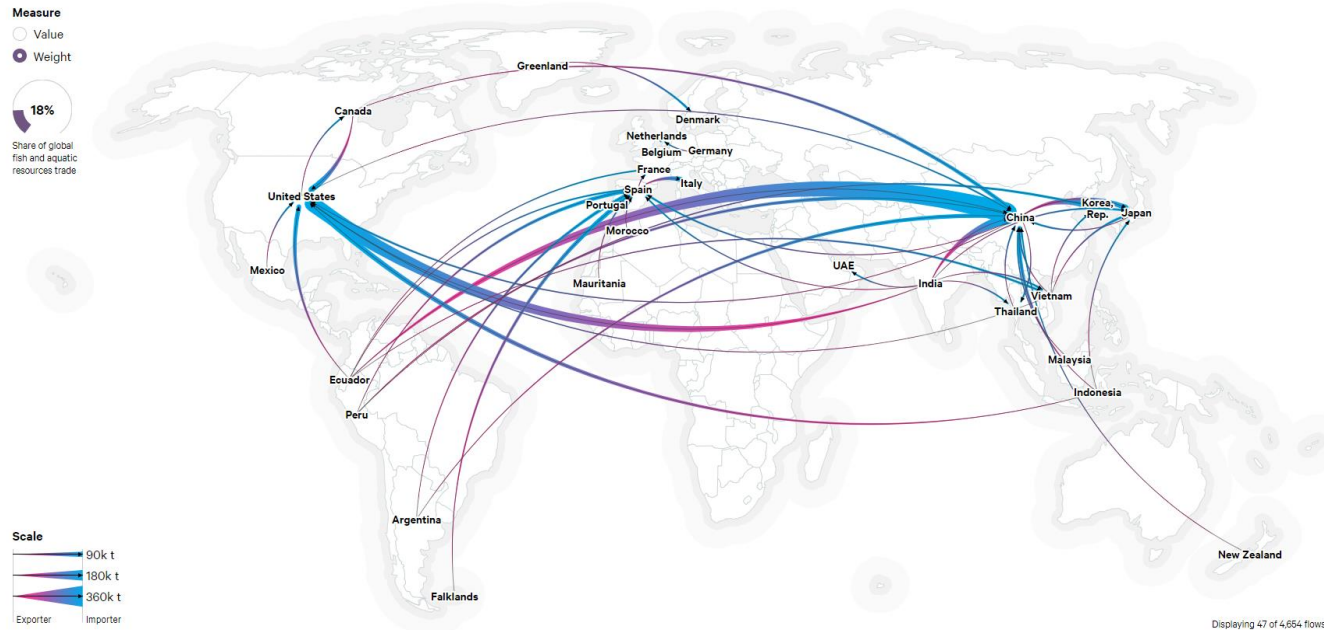 Measure
Value
Weight
18%
Share of global
fish and aquatic
resources trade
Greenland
Canada
Denmark
Netherlands
Belgium
Germany
France
Italy
United States
Spain
Portugal
Korea,
Rep.
Japan
China
Morocco
Mexico
UAE
Mauritania
India
Vietnam
Thailand
Malaysia
Ecuador
Indonesia
Peru
Argentina
New Zealand
Falklands
Scale
90k t
180k t
360k t
Exporter
Importer
Displaying 47 of 4,654 flows